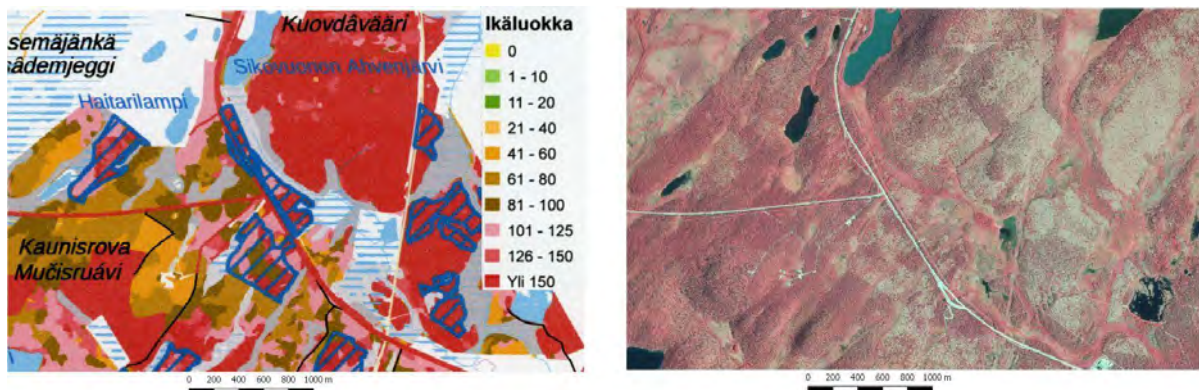 Kuovdâvääri
semäjänkä
sâdemjeggi
Sikovuonon Ahvenjärvi
Haitarilampi
Kaunisrova
Mučisruávi
Ikäluokka
0
1 - 10
11 - 20
21 - 40
41 - 60
61 - 80
81 - 100
101 - 125
126 - 150
Yli 150
0 200 400 600 800 1000 m
0 200 400 600 800 1000 m